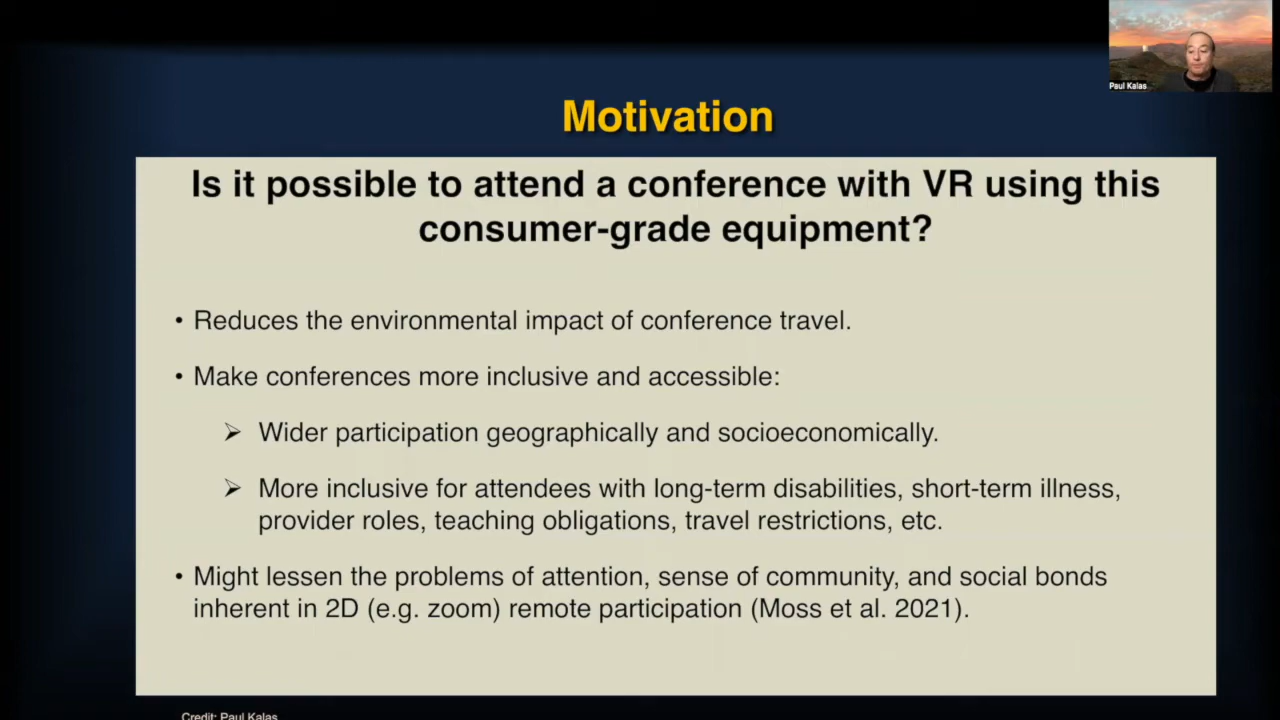 Paul Kalas
Motivation
Is it possible to attend a conference with VR using this
consumer-grade equipment?
• Reduces the environmental impact of conference travel.
• Make conferences more inclusive and accessible:
➢ Wider participation geographically and socioeconomically.
➢ More inclusive for attendees with long-term disabilities, short-term illness,
provider roles, teaching obligations, travel restrictions, etc.
• Might lessen the problems of attention, sense of community, and social bonds
inherent in 2D (e.g. zoom) remote participation (Moss et al. 2021).
Credit: Paul Kalas